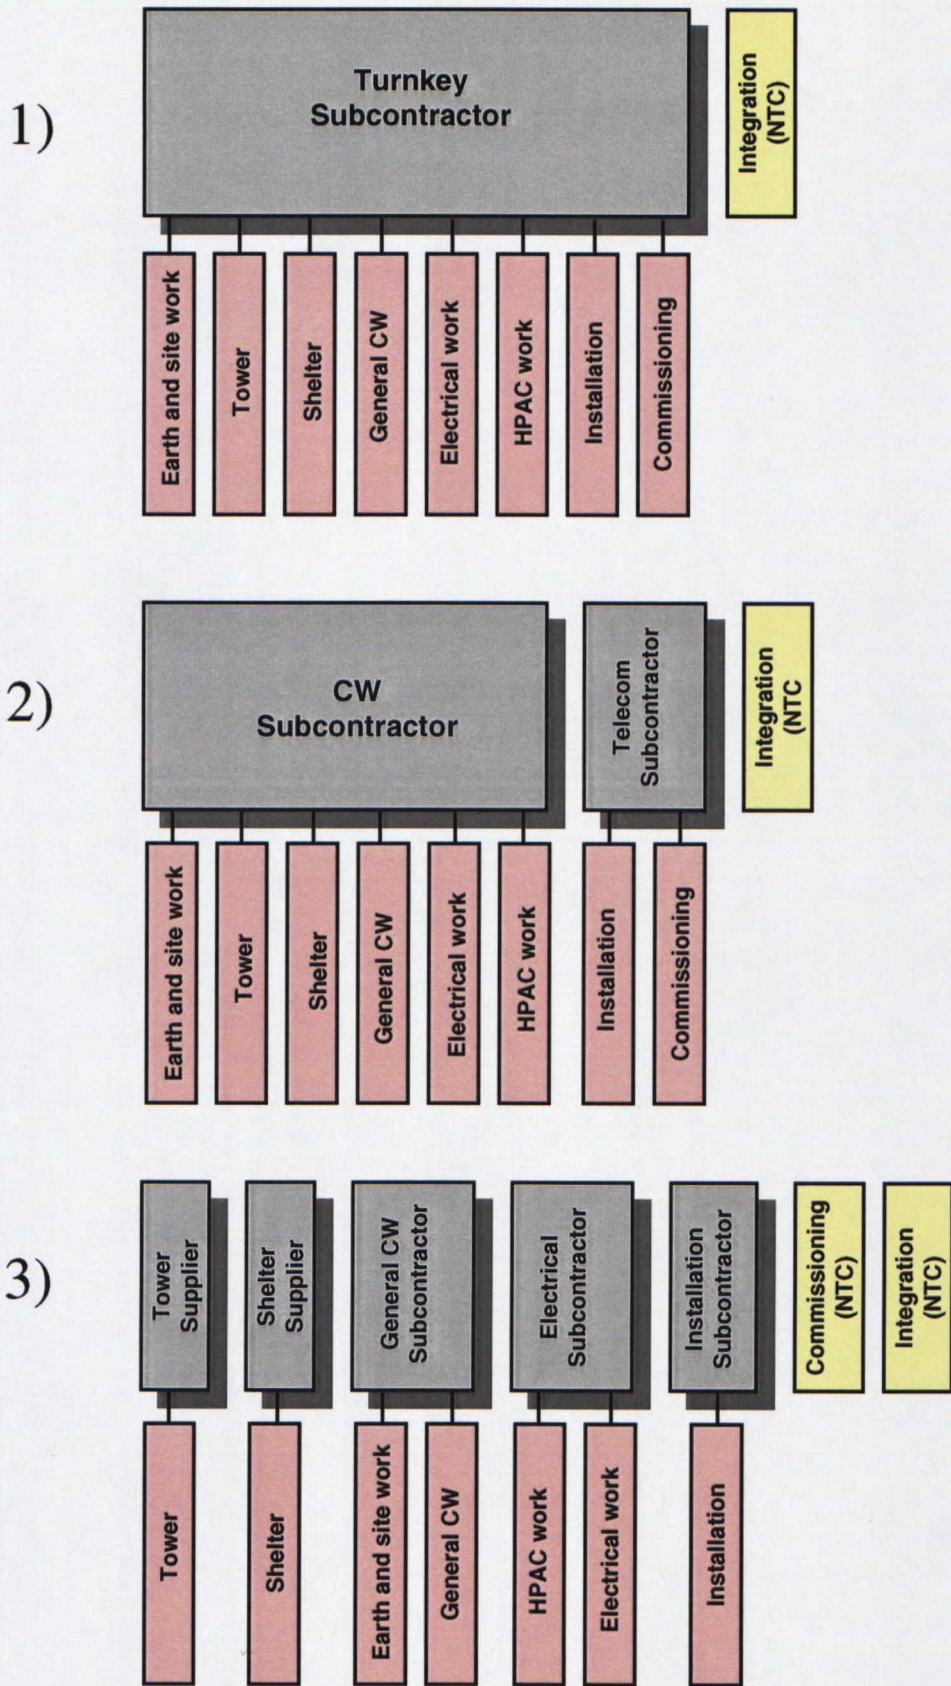 1)
Turnkey
Subcontractor
Integration
(NTC)
Earth and site work
Tower
Shelter
General CW
Electrical work
HPAC work
Installation
Commissioning
2)
CW
Subcontractor
Telecom
Subcontractor
Integration
(NTC
Earth and site work
Tower
Shelter
General CW
Electrical work
HPAC work
Installation
Commissioning
3)
Tower
Supplier
Shelter
Supplier
General CW
Subcontractor
Electrical
Subcontractor
Installation
Subcontractor
Commissioning
(NTC)
Integration
(NTC)
Tower
Shelter
Earth and site work
General CW
HPAC work
Electrical work
Installation